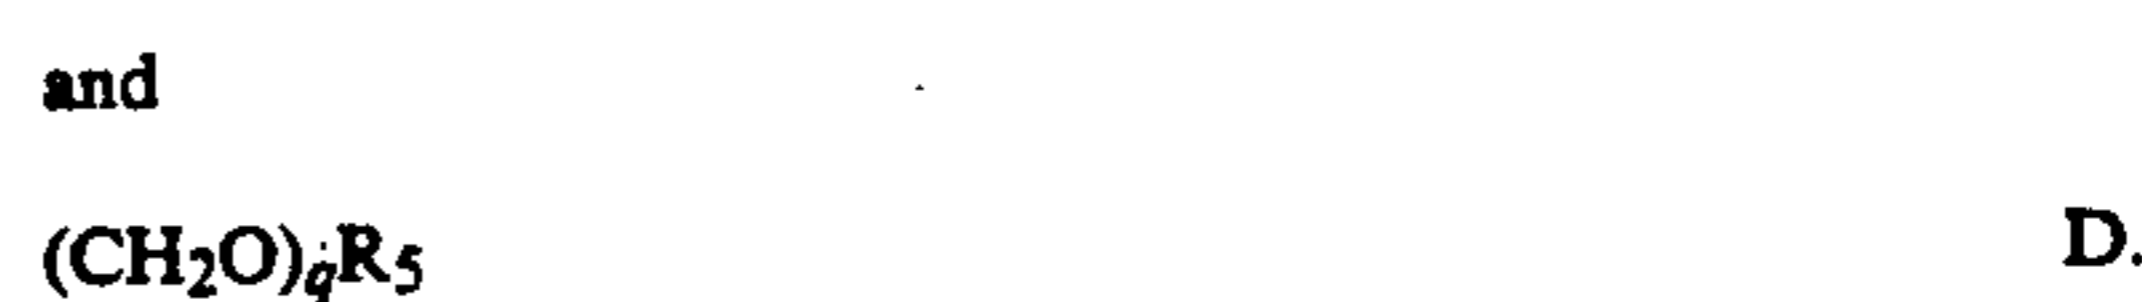 and
(CH₂O)qR₅ D.